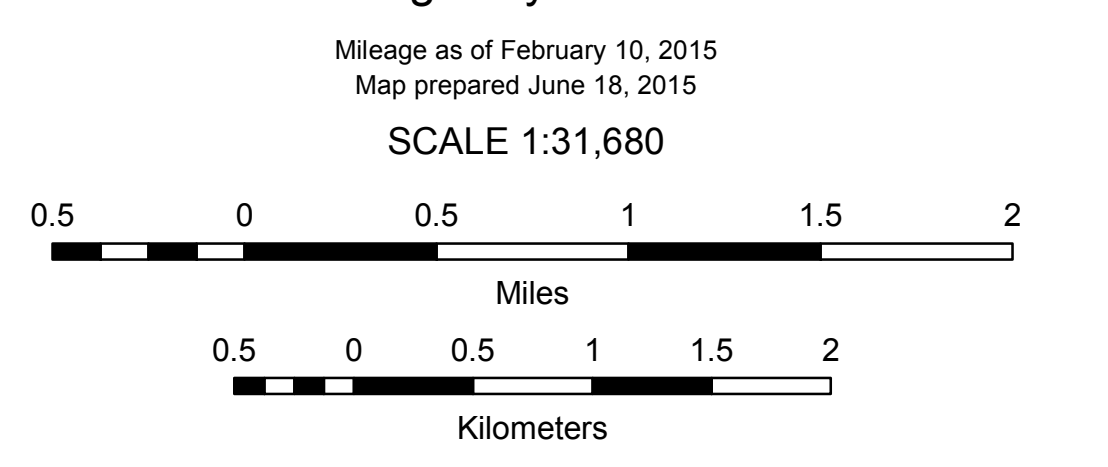 Mileage as of February 10, 2015
Map prepared June 18, 2015
SCALE 1:31,680
0.5 0 0.5 1 1.5 2
Miles
0.5 0 0.5 1 1.5 2
Kilometers